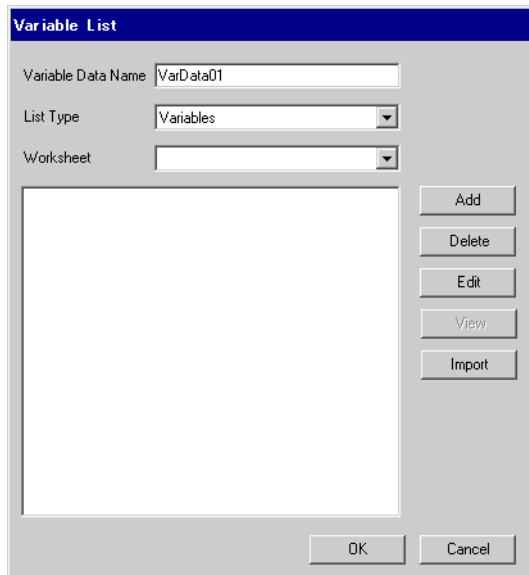 Variable List
Variable Data Name VarData01
List Type Variables
Worksheet
Add
Delete
Edit
View
Import
OK Cancel